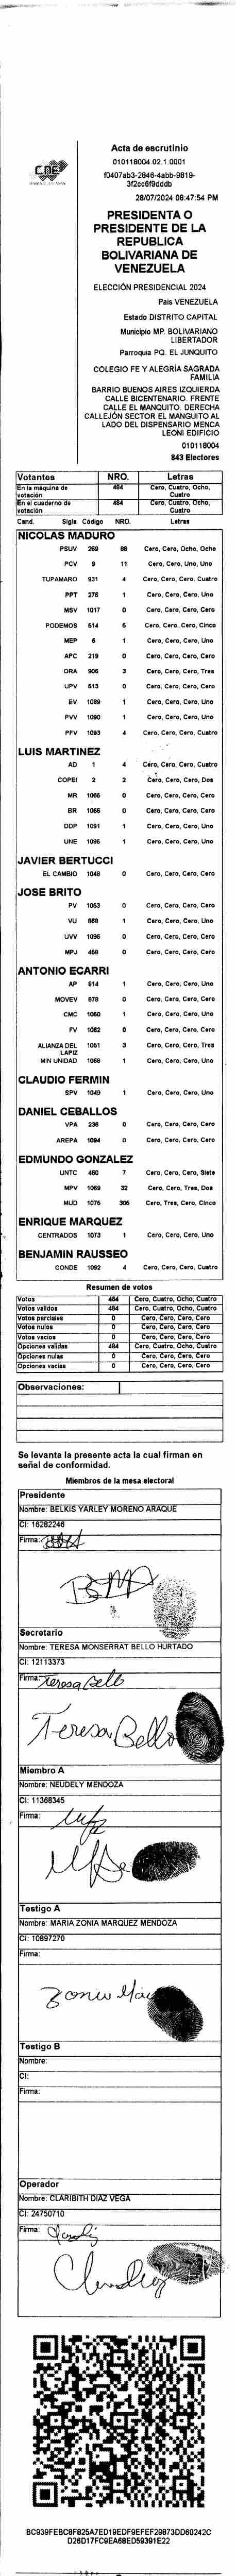 CNE
Acta de escrutinio
010118004.02.1.0001
f0407ab3-2846-4abb-9819-
3f2cc6f9dddb
28/07/2024 08:47:54 PM
PRESIDENTA O
PRESIDENTE DE LA
REPUBLICA
BOLIVARIANA DE
VENEZUELA
ELECCIÓN PRESIDENCIAL 2024
Pais VENEZUELA
Estado DISTRITO CAPITAL
Municipio MP. BOLIVARIANO
LIBERTADOR
Parroquia PQ. EL JUNQUITO
COLEGIO FE Y ALEGRÍA SAGRADA
FAMILIA
BARRIO BUENOS AIRES IZQUIERDA
CALLE BICENTENARIO. FRENTE
CALLE EL MANQUITO. DERECHA
CALLEJÓN SECTOR EL MANGUITO AL
LADO DEL DISPENSARIO MENCA
LEONI EDIFICIO
010118004
843 Electores
Votantes NRO. Letras
En la máquina de votación 484 Cero, Cuatro, Ocho, Cuatro
En el cuaderno de votación 484 Cero, Cuatro, Ocho, Cuatro
Cand. Sigla Código NRO. Letras
NICOLAS MADURO
PSUV 269 88 Cero, Cero, Ocho, Ocho
PCV 9 11 Cero, Cero, Uno, Uno
TUPAMARO 931 4 Cero, Cero, Cero, Cuatro
PPT 276 1 Cero, Cero, Cero, Uno
MSV 1017 0 Cero, Cero, Cero, Cero
PODEMOS 514 5 Cero, Cero, Cero, Cinco
MEP 6 1 Cero, Cero, Cero, Uno
APC 219 0 Cero, Cero, Cero, Cero
ORA 906 3 Cero, Cero, Cero, Tres
UPV 613 0 Cero, Cero, Cero, Cero
EV 1089 1 Cero, Cero, Cero, Uno
PVV 1090 1 Cero, Cero, Cero, Uno
PFV 1093 4 Cero, Cero, Cero, Cuatro
LUIS MARTINEZ
AD 1 4 Cero, Cero, Cero, Cuatro
COPEI 2 2 Cero, Cero, Cero, Dos
MR 1065 0 Cero, Cero, Cero, Cero
BR 1066 0 Cero, Cero, Cero, Cero
DDP 1091 1 Cero, Cero, Cero, Uno
UNE 1095 1 Cero, Cero, Cero, Uno
JAVIER BERTUCCI
EL CAMBIO 1048 0 Cero, Cero, Cero, Cero
JOSE BRITO
PV 1053 0 Cero, Cero, Cero, Cero
VU 868 1 Cero, Cero, Cero, Uno
UVV 1096 0 Cero, Cero, Cero, Cero
MPJ 458 0 Cero, Cero, Cero, Cero
ANTONIO ECARRI
AP 814 1 Cero, Cero, Cero, Uno
MOVEV 878 0 Cero, Cero, Cero, Cero
CMC 1050 1 Cero, Cero, Cero, Uno
FV 1082 0 Cero, Cero, Cero, Cero
ALIANZA DEL LAPIZ 1051 3 Cero, Cero, Cero, Tres
MIN UNIDAD 1068 1 Cero, Cero, Cero, Uno
CLAUDIO FERMIN
SPV 1049 1 Cero, Cero, Cero, Uno
DANIEL CEBALLOS
VPA 236 0 Cero, Cero, Cero, Cero
AREPA 1094 0 Cero, Cero, Cero, Cero
EDMUNDO GONZALEZ
UNTC 460 7 Cero, Cero, Cero, Siete
MPV 1069 32 Cero, Cero, Tres, Dos
MUD 1075 305 Cero, Tres, Cero, Cinco
ENRIQUE MARQUEZ
CENTRADOS 1073 1 Cero, Cero, Cero, Uno
BENJAMIN RAUSSEO
CONDE 1092 4 Cero, Cero, Cero, Cuatro
Resumen de votos
Votos 484 Cero, Cuatro, Ocho, Cuatro
Votos válidos 484 Cero, Cuatro, Ocho, Cuatro
Votos parciales 0 Cero, Cero, Cero, Cero
Votos nulos 0 Cero, Cero, Cero, Cero
Votos vacíos 0 Cero, Cero, Cero, Cero
Opciones válidas 484 Cero, Cuatro, Ocho, Cuatro
Opciones nulas 0 Cero, Cero, Cero, Cero
Opciones vacías 0 Cero, Cero, Cero, Cero
Observaciones:
Se levanta la presente acta la cual firman en
señal de conformidad.
Miembros de la mesa electoral
Presidente
Nombre: BELKIS YARLEY MORENO ARAQUE
CI: 16282246
Firma:
Secretario
Nombre: TERESA MONSERRAT BELLO HURTADO
CI: 12113373
Firma: Teresa Bello
Teresa Bello
Miembro A
Nombre: NEUDELY MENDOZA
CI: 11368345
Firma:
Testigo A
Nombre: MARIA ZONIA MARQUEZ MENDOZA
CI: 10897270
Firma:
Zonia Mar
Testigo B
Nombre:
CI:
Firma:
Operador
Nombre: CLARIBITH DIAZ VEGA
CI: 24750710
Firma:
BC939FEBC8F825A7ED19EDF9EFEF29873DD60242C
D26D17FC9EA68ED59391E22